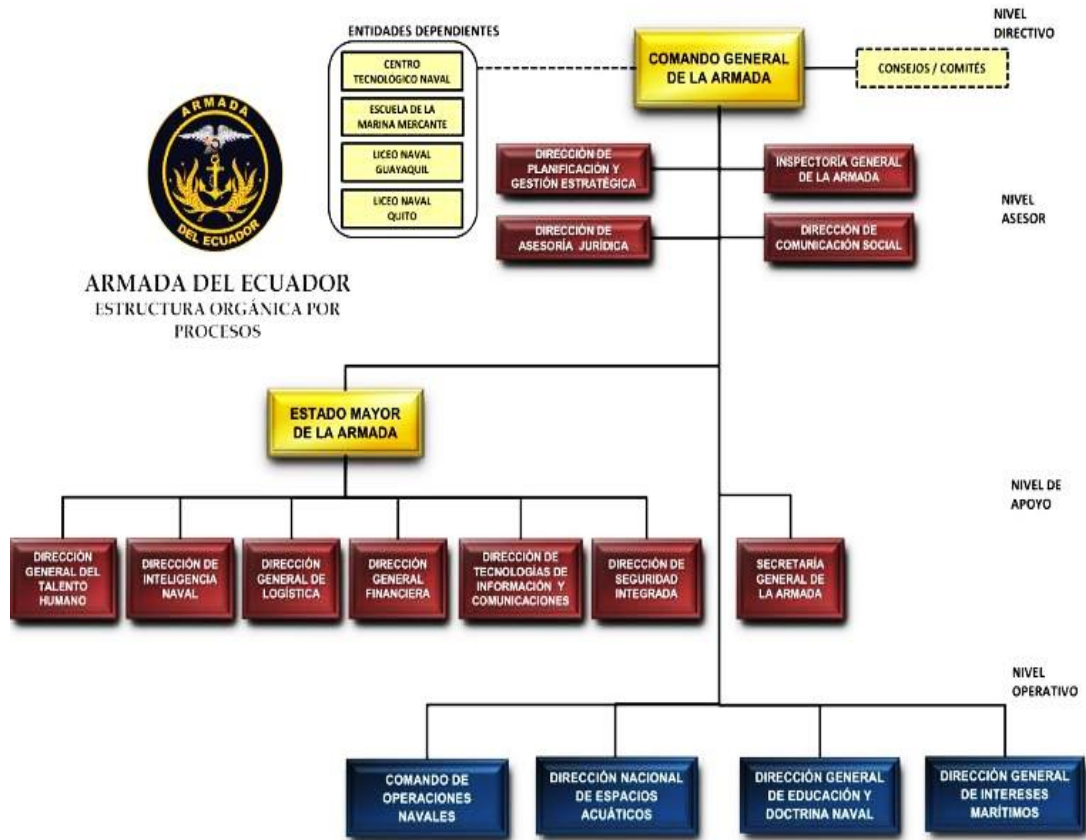 NIVEL
DIRECTIVO
ENTIDADES DEPENDIENTES
CENTRO
TECNOLÓGICO NAVAL
ESCUELA DE LA
MARINA MERCANTE
LICEO NAVAL
GUAYAQUIL
LICEO NAVAL
QUITO
COMANDO GENERAL
DE LA ARMADA
CONSEJOS / COMITÉS
ARMADA
DEL ECUADOR
ARMADA DEL ECUADOR
ESTRUCTURA ORGÁNICA POR
PROCESOS
DIRECCIÓN DE
PLANIFICACIÓN Y
GESTIÓN ESTRATÉGICA
INSPECTORÍA GENERAL
DE LA ARMADA
NIVEL
ASESOR
DIRECCIÓN DE
ASESORÍA JURÍDICA
DIRECCIÓN DE
COMUNICACIÓN SOCIAL
ESTADO MAYOR
DE LA ARMADA
NIVEL DE
APOYO
DIRECCIÓN
GENERAL DEL
TALENTO
HUMANO
DIRECCIÓN DE
INTELIGENCIA
NAVAL
DIRECCIÓN
GENERAL DE
LOGÍSTICA
DIRECCIÓN
GENERAL
FINANCIERA
DIRECCIÓN DE
TECNOLOGÍAS DE
INFORMACIÓN Y
COMUNICACIONES
DIRECCIÓN DE
SEGURIDAD
INTEGRADA
SECRETARÍA
GENERAL DE
LA ARMADA
NIVEL
OPERATIVO
COMANDO DE
OPERACIONES
NAVALES
DIRECCIÓN NACIONAL
DE ESPACIOS
ACUÁTICOS
DIRECCIÓN GENERAL
DE EDUCACIÓN Y
DOCTRINA NAVAL
DIRECCIÓN GENERAL
DE INTERESES
MARÍTIMOS